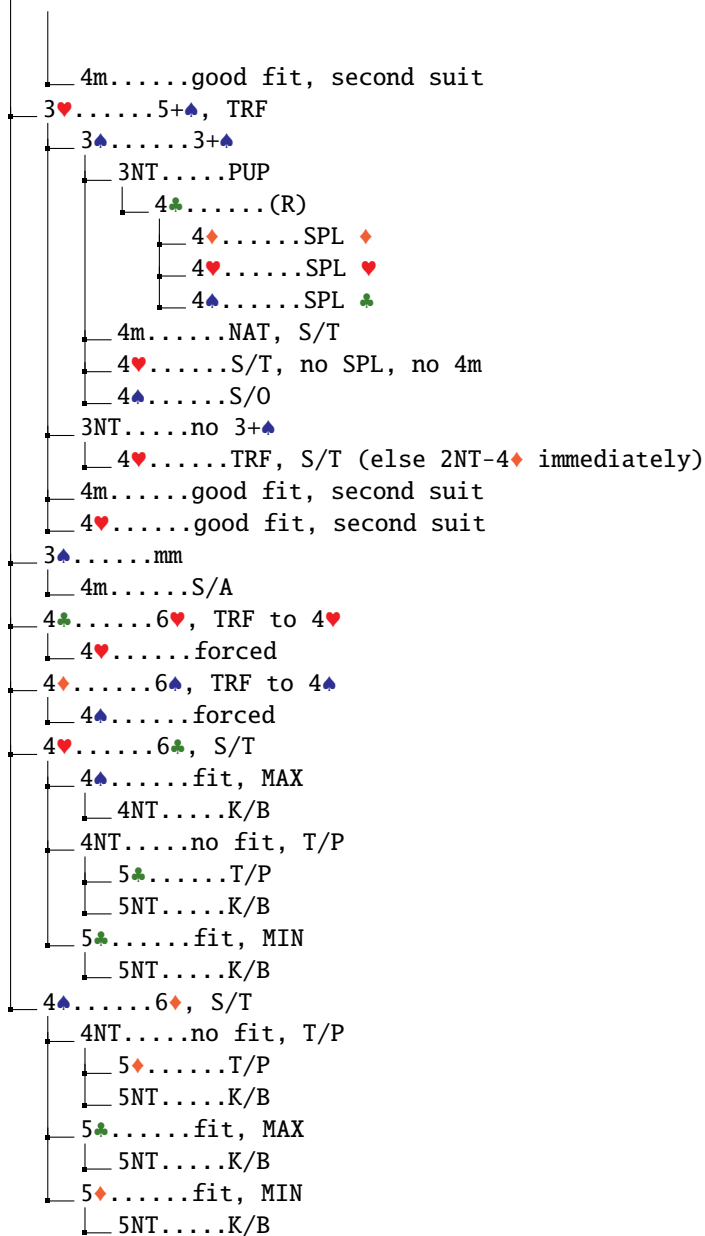 4m......good fit, second suit
3♥......5+♠, TRF
3♠......3+♠
3NT.....PUP
4♣......(R)
4♦......SPL ♦
4♥......SPL ♥
4♠......SPL ♣
4m......NAT, S/T
4♥......S/T, no SPL, no 4m
4♠......S/O
3NT.....no 3+♠
4♥......TRF, S/T (else 2NT-4♦ immediately)
4m......good fit, second suit
4♥......good fit, second suit
3♠......mm
4m......S/A
4♣......6♥, TRF to 4♥
4♥......forced
4♦......6♠, TRF to 4♠
4♠......forced
4♥......6♣, S/T
4♠......fit, MAX
4NT.....K/B
4NT.....no fit, T/P
5♣......T/P
5NT.....K/B
5♣......fit, MIN
5NT.....K/B
4♠......6♦, S/T
4NT.....no fit, T/P
5♦......T/P
5NT.....K/B
5♣......fit, MAX
5NT.....K/B
5♦......fit, MIN
5NT.....K/B